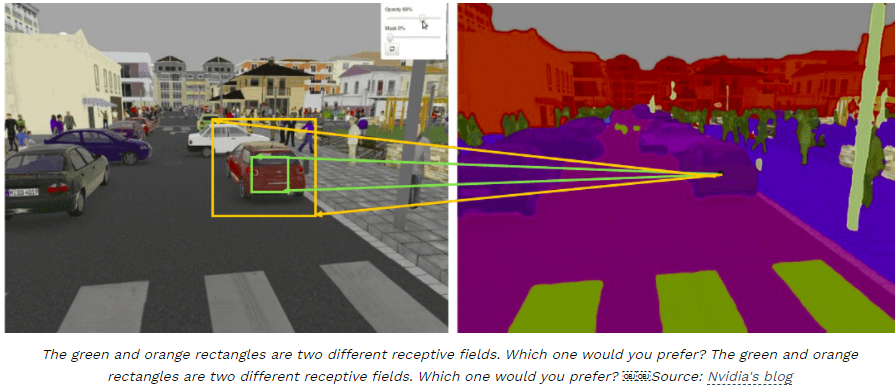 Opacity 60%
Mask 0%
The green and orange rectangles are two different receptive fields. Which one would you prefer? The green and orange
rectangles are two different receptive fields. Which one would you prefer? Source: Nvidia's blog